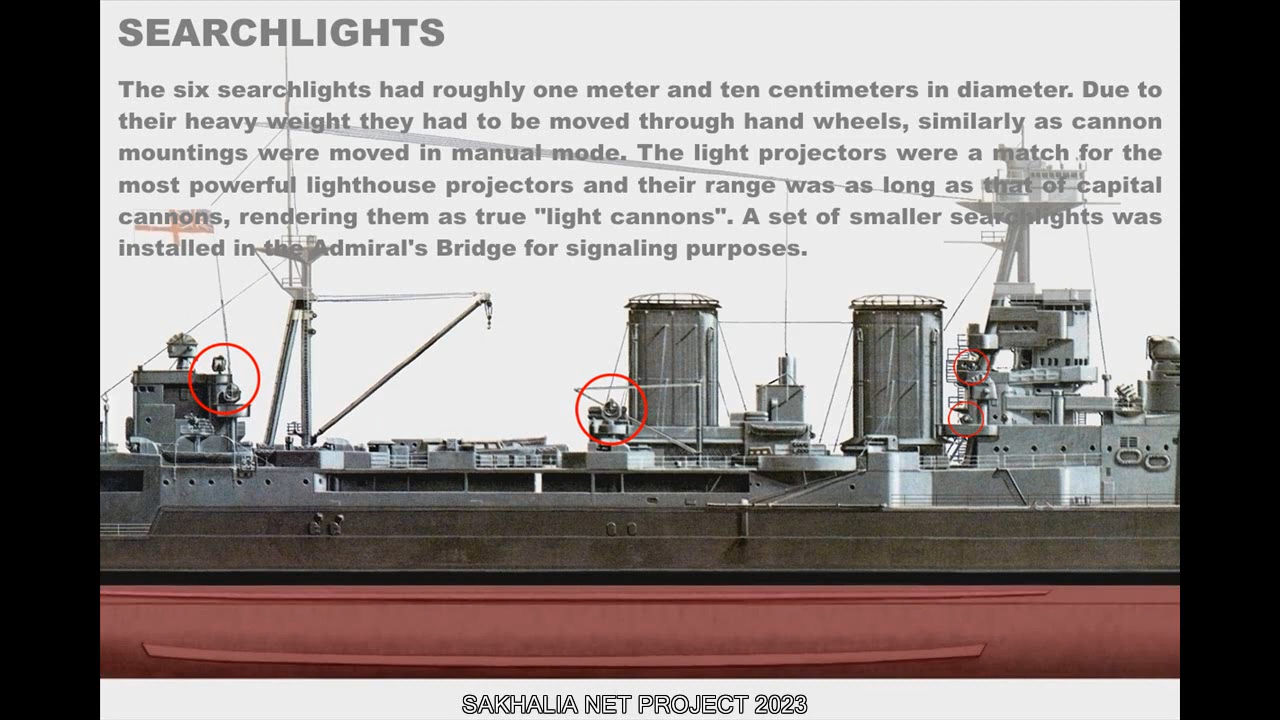 SEARCHLIGHTS
The six searchlights had roughly one meter and ten centimeters in diameter. Due to
their heavy weight they had to be moved through hand wheels, similarly as cannon
mountings were moved in manual mode. The light projectors were a match for the
most powerful lighthouse projectors and their range was as long as that of capital
cannons, rendering them as true "light cannons". A set of smaller searchlights was
installed in the Admiral's Bridge for signaling purposes.
SAKHALIA NET PROJECT 2023